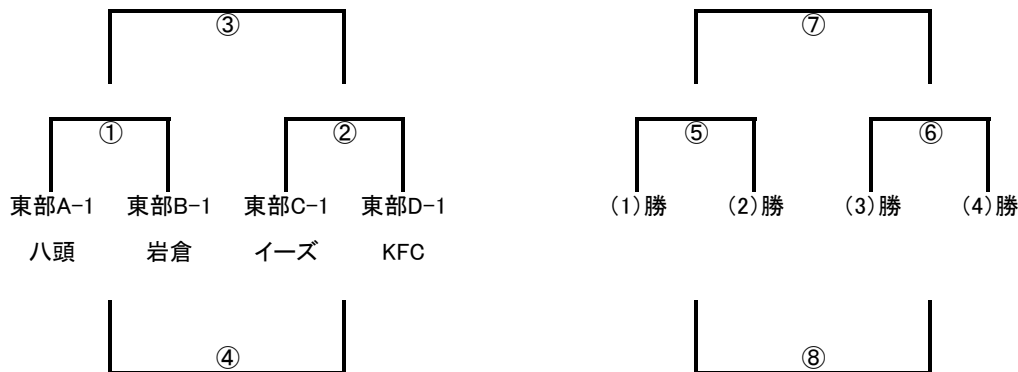 ③ ⑦
① ② ⑤ ⑥
東部A-1 東部B-1 東部C-1 東部D-1 (1)勝 (2)勝 (3)勝 (4)勝
八頭 岩倉 イーズ KFC
④ ⑧